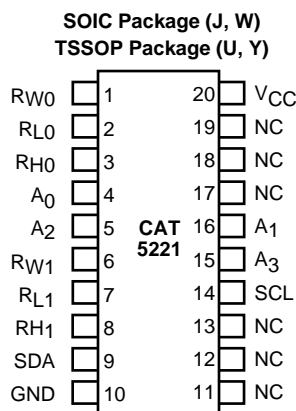 SOIC Package (J, W)
TSSOP Package (U, Y)
RW0 1 20 VCC
RL0 2 19 NC
RH0 3 18 NC
A0 4 17 NC
A2 5 CAT 16 A1
5221
RW1 6 15 A3
RL1 7 14 SCL
RH1 8 13 NC
SDA 9 12 NC
GND 10 11 NC